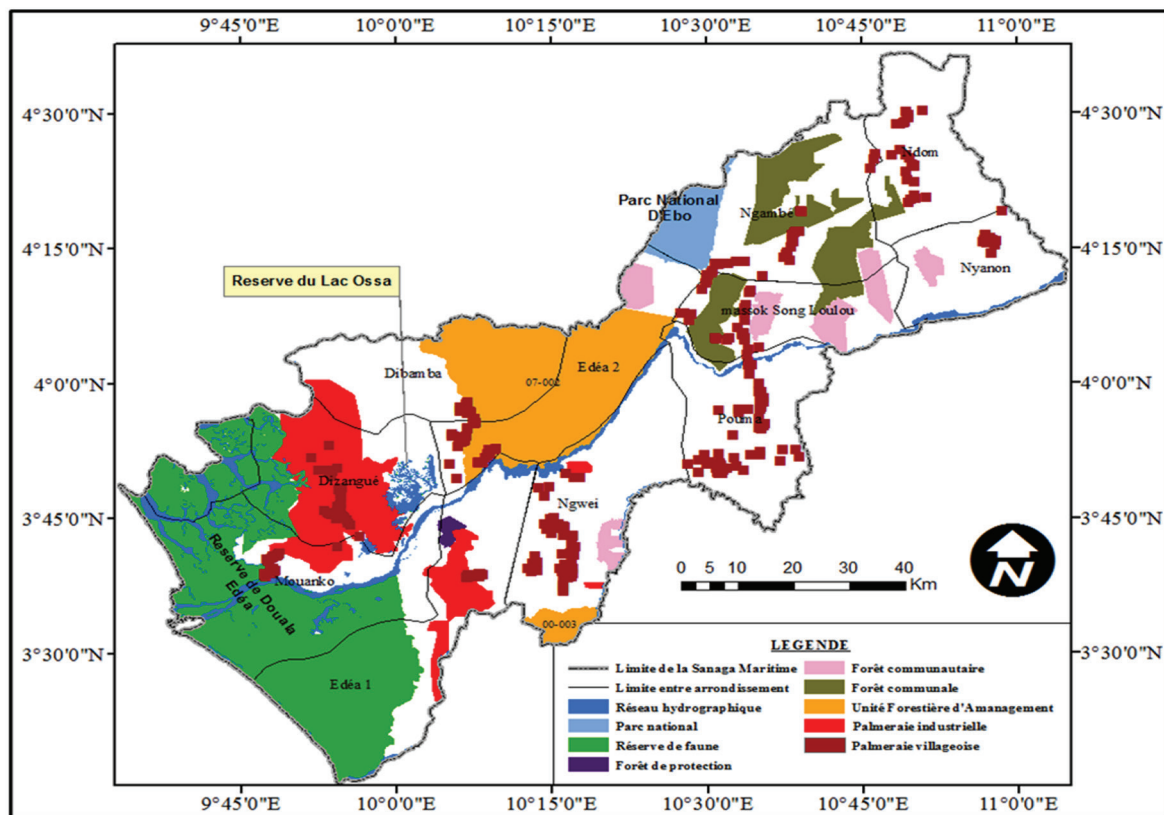 9°45'0"E 10°0'0"E 10°15'0"E 10°30'0"E 10°45'0"E 11°0'0"E
4°30'0"N 4°30'0"N
Ndom
Parc National
D'Ebo
Ngambé
4°15'0"N 4°15'0"N
Nyanon
Reserve du Lac Ossa
massok Song Loulou
Edéa 2
Dibamba
07-002
4°0'0"N 4°0'0"N
Pouma
Dizangué
Ngwei
3°45'0"N 3°45'0"N
Reserve de Douala
Edéa
Mouanko
0 5 10 20 30 40
Km
N
00-003
3°30'0"N 3°30'0"N
Edéa 1
LEGENDE
Limite de la Sanaga Maritime
Limite entre arrondissement
Réseau hydrographique
Parc national
Réserve de faune
Forêt de protection
Forêt communautaire
Forêt communale
Unité Forestière d'Amanagement
Palmeraie industrielle
Palmeraie villageoise
9°45'0"E 10°0'0"E 10°15'0"E 10°30'0"E 10°45'0"E 11°0'0"E